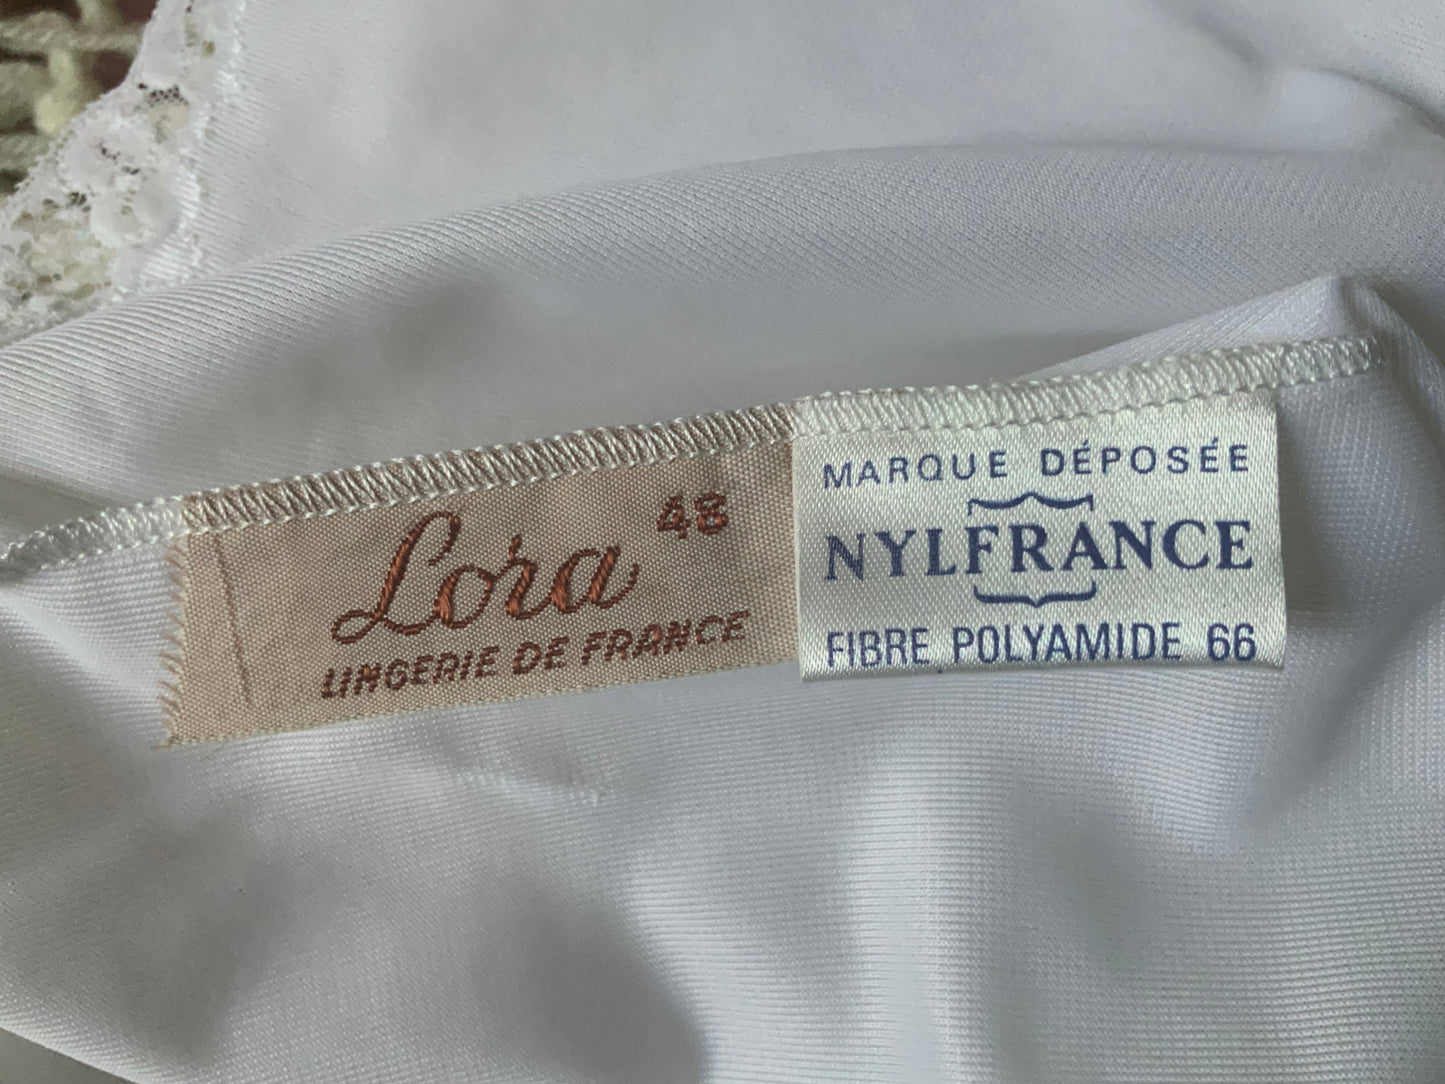 Lora 48
LINGERIE DE FRANCE
MARQUE DÉPOSÉE
NYLFRANCE
FIBRE POLYAMIDE 66